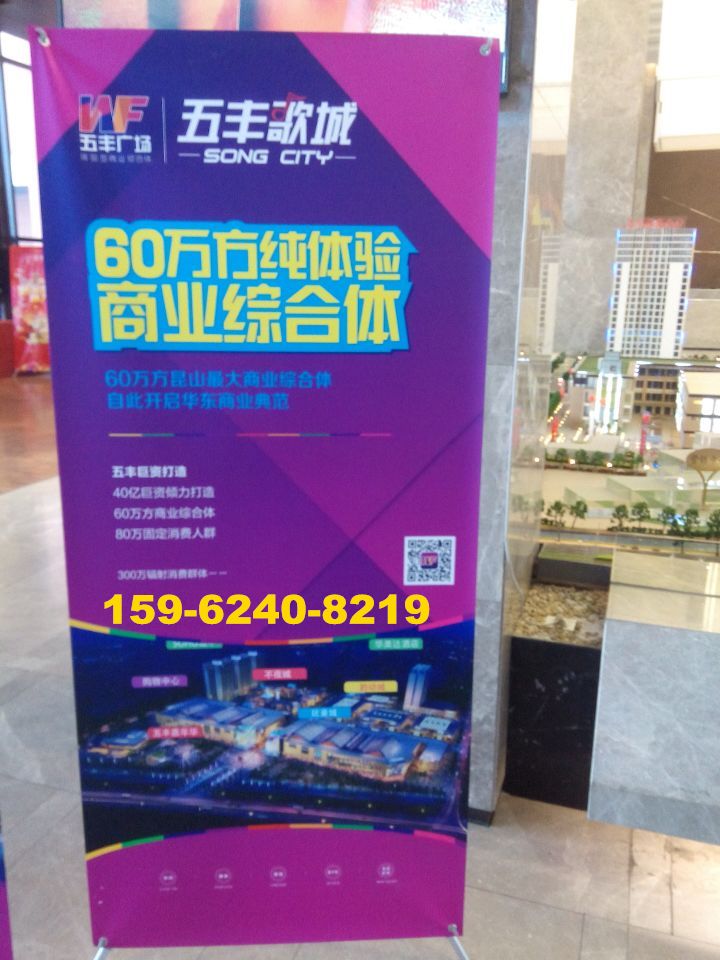 WF
五丰广场
五丰歌城
SONG CITY
60万方纯体验
商业综合体
60万方昆山最大商业综合体
自此开启华东商业典范
五丰巨资打造
40亿巨资倾力打造
60万方商业综合体
80万固定消费人群
300万辐射消费群体
159-6240-8219
华美达酒店
不夜城
购物中心
五丰嘉年华